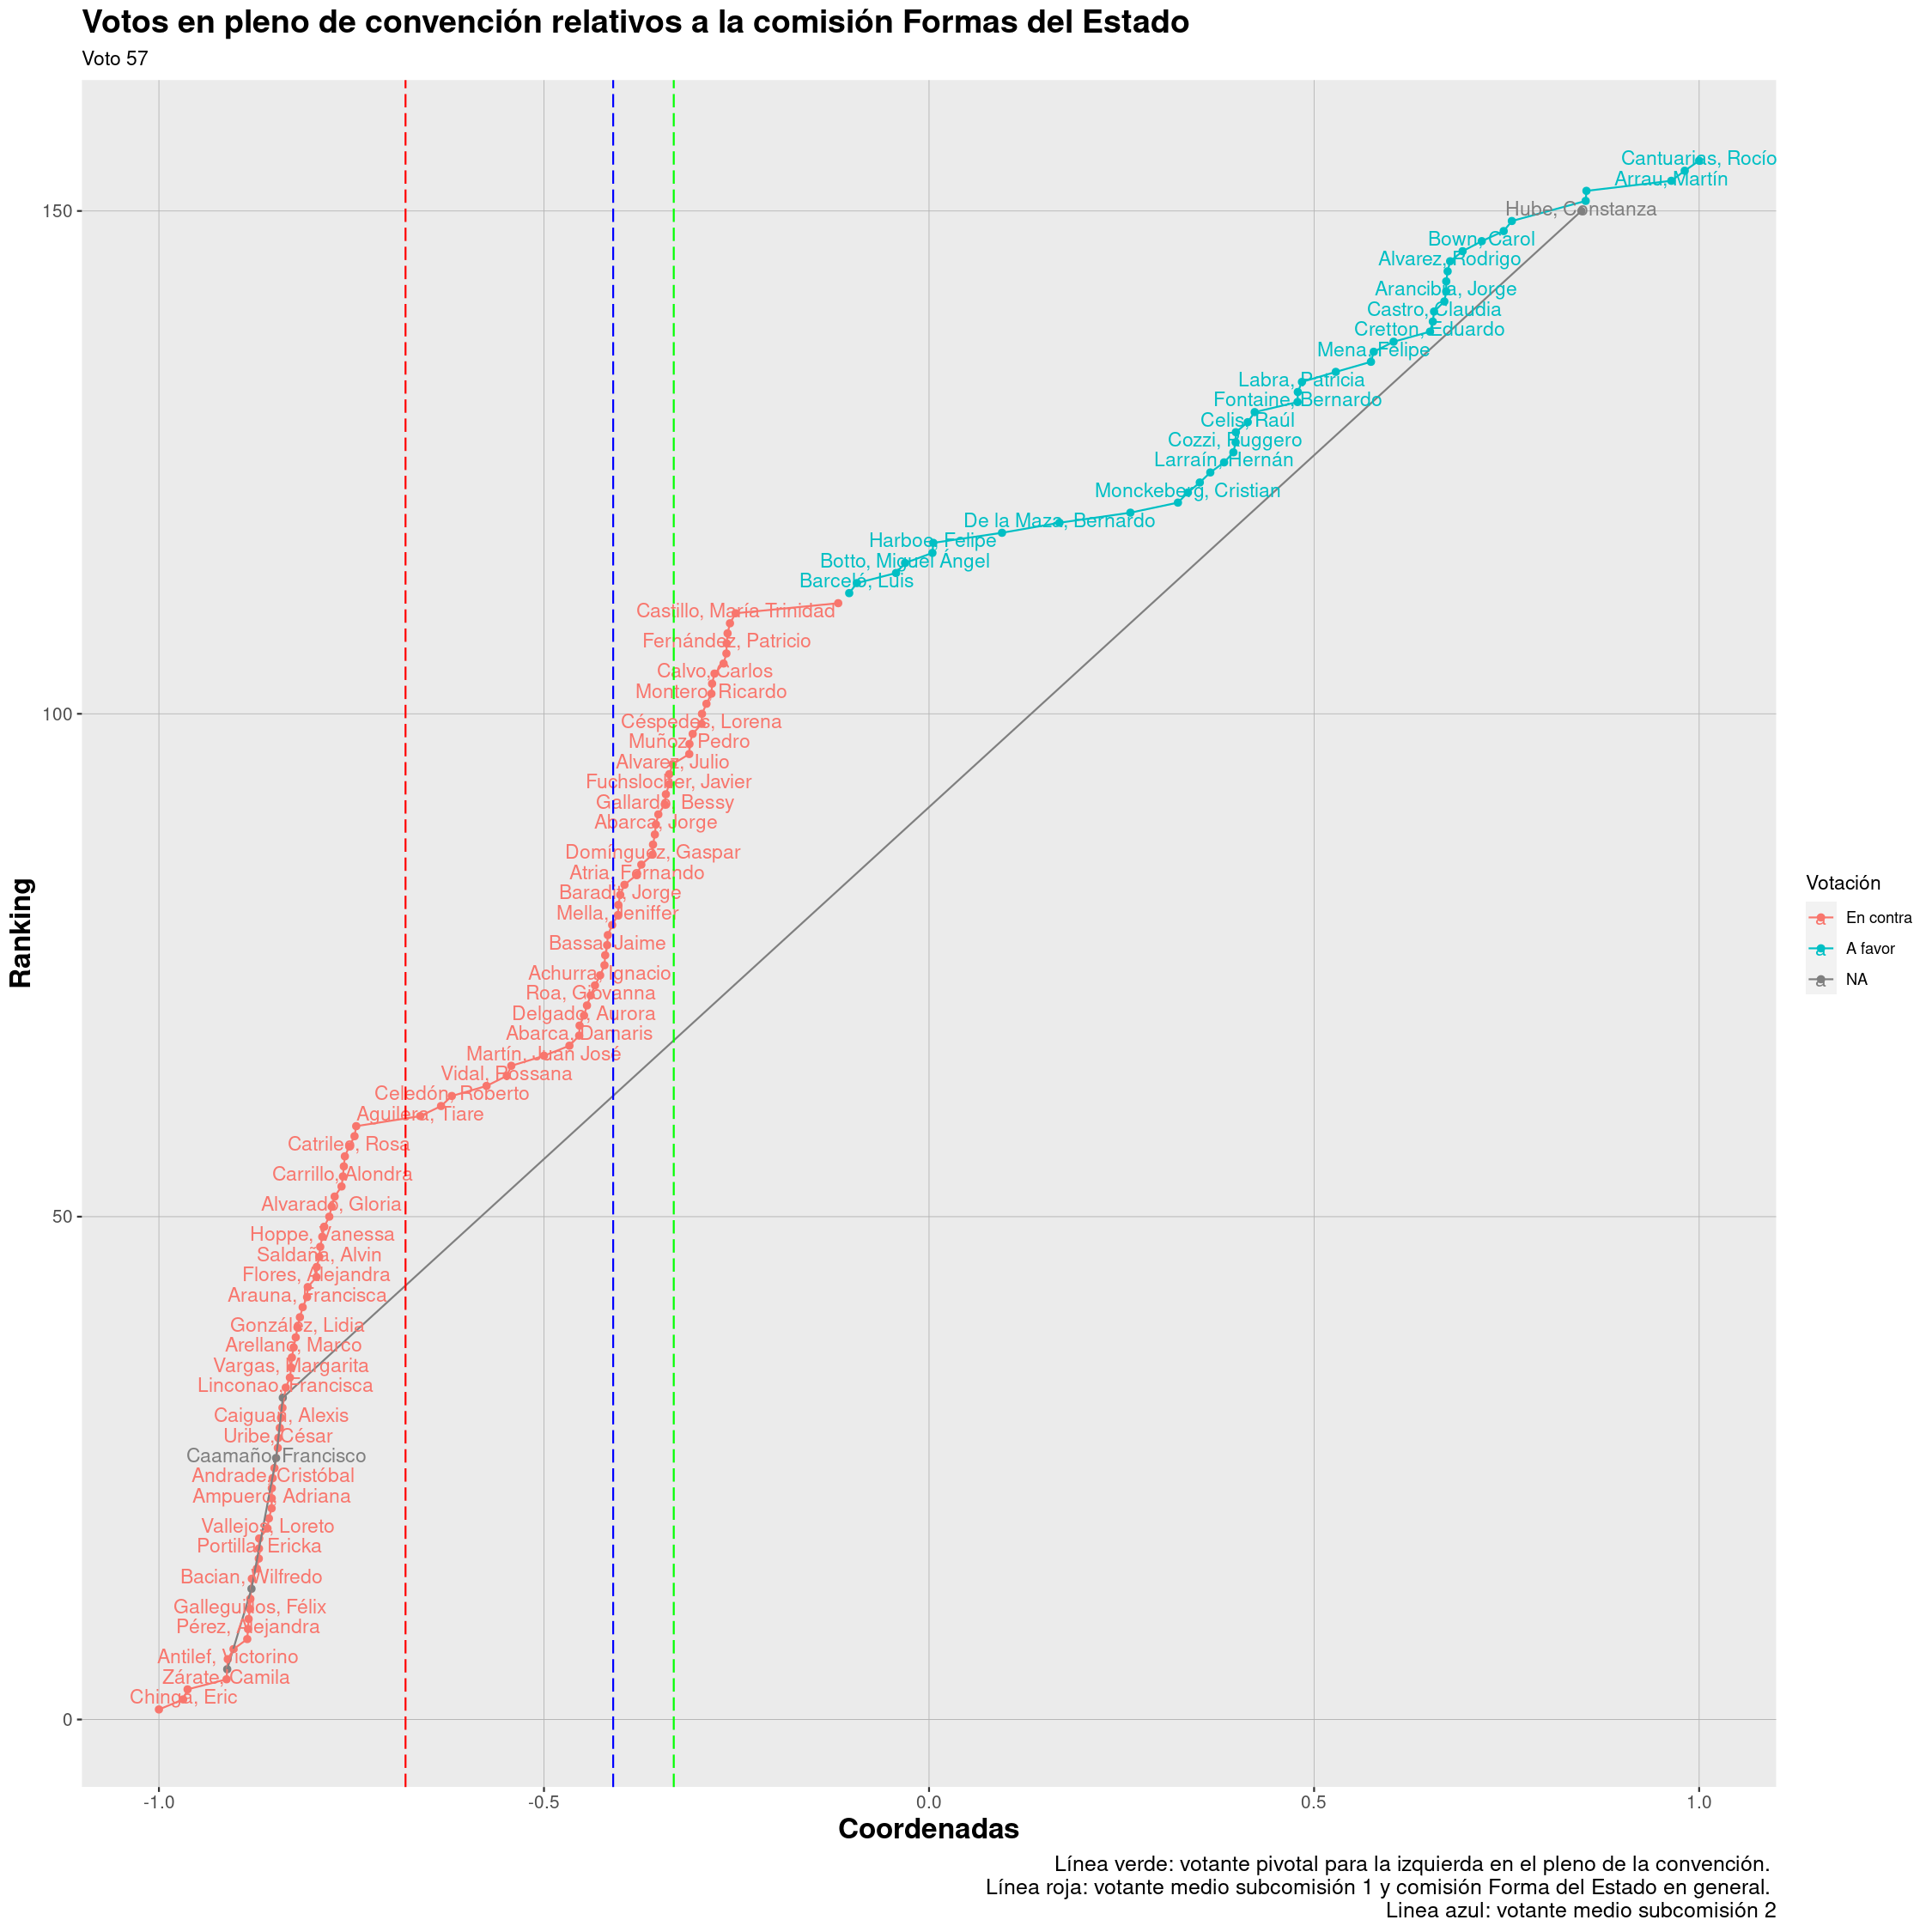 Votos en pleno de convención relativos a la comisión Formas del Estado
Voto 57
Cantuarias, Rocío
Arrau, Martín
150
Hube, Constanza
Bown, Carol
Alvarez, Rodrigo
Arancibia, Jorge
Castro, Claudia
Cretton, Eduardo
Mena, Felipe
Labra, Patricia
Fontaine, Bernardo
Celis, Raúl
Cozzi, Ruggero
Larraín, Hernán
Monckeberg, Cristian
De la Maza, Bernardo
Harboe, Felipe
Botto, Miguel Ángel
Barceló, Luis
Castillo, María Trinidad
Fernández, Patricio
Calvo, Carlos
Montero, Ricardo
100
Céspedes, Lorena
Muñoz, Pedro
Alvarez, Julio
Fuchslocher, Javier
Gallardo, Bessy
Abarca, Jorge
Domínguez, Gaspar
Atria, Fernando
Baradit, Jorge
Mella, Jeniffer
Bassa, Jaime
Achurra, Ignacio
Roa, Giovanna
Delgado, Aurora
Abarca, Damaris
Martín, Juan José
Vidal, Rossana
Celedón, Roberto
Aguilera, Tiare
Catrileo, Rosa
Carrillo, Alondra
Alvarado, Gloria
50
Hoppe, Vanessa
Saldaña, Alvin
Flores, Alejandra
Arauna, Francisca
González, Lidia
Arellano, Marco
Vargas, Margarita
Linconao, Francisca
Caiguan, Alexis
Uribe, César
Caamaño, Francisco
Andrade, Cristóbal
Ampuero, Adriana
Vallejos, Loreto
Portilla, Ericka
Bacian, Wilfredo
Galleguillos, Félix
Pérez, Alejandra
Antilef, Victorino
Zárate, Camila
Chinga, Eric
0
Ranking
Votación
a En contra
a A favor
a NA
-1.0 -0.5 0.0 0.5 1.0
Coordenadas
Línea verde: votante pivotal para la izquierda en el pleno de la convención.
Línea roja: votante medio subcomisión 1 y comisión Forma del Estado en general.
Linea azul: votante medio subcomisión 2